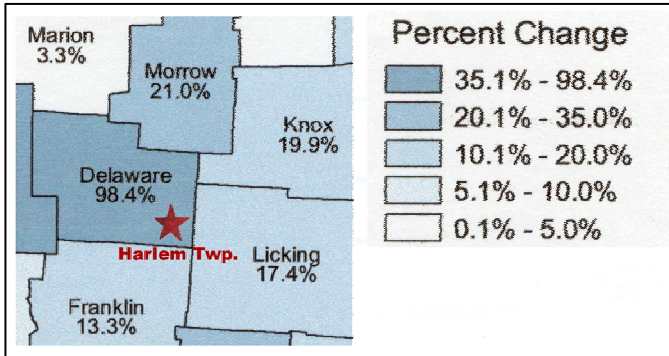 Marion
3.3%
Morrow
21.0%
Knox
19.9%
Delaware
98.4%
Harlem Twp.
Licking
17.4%
Franklin
13.3%
Percent Change
35.1% - 98.4%
20.1% - 35.0%
10.1% - 20.0%
5.1% - 10.0%
0.1% - 5.0%